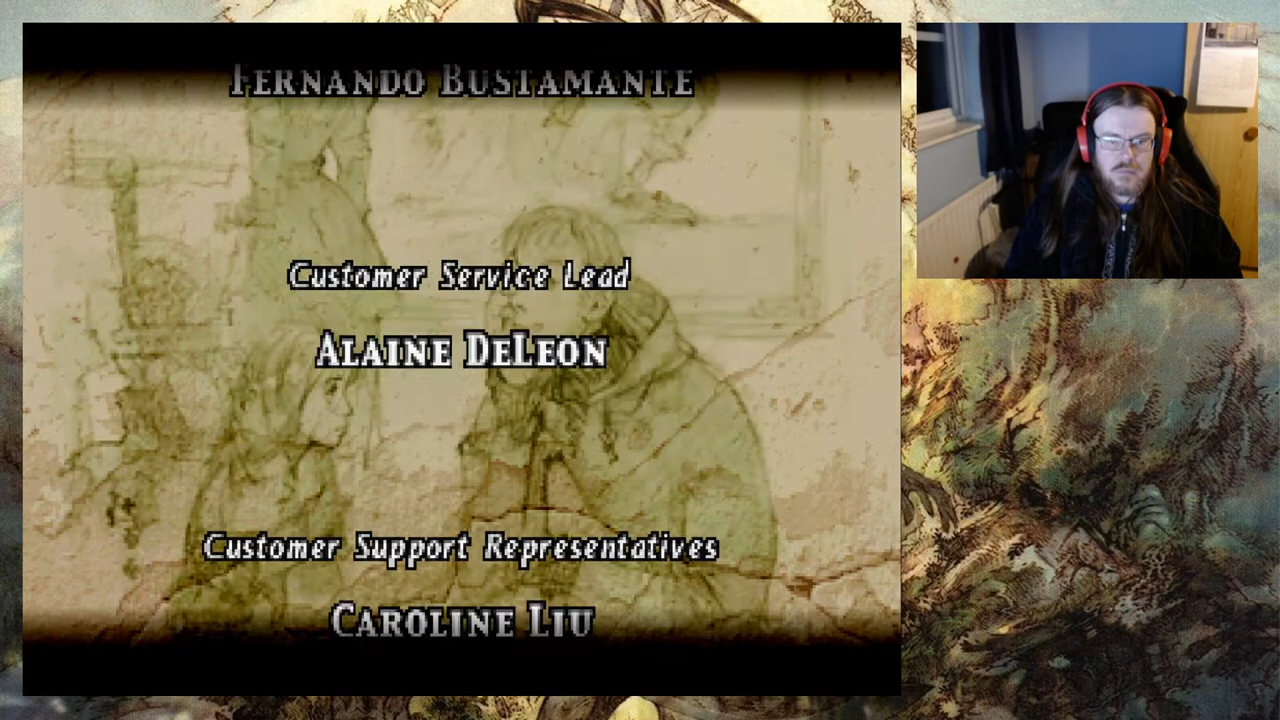 Fernando Bustamante
Customer Service Lead
Alaine DeLeon
Customer Support Representatives
Caroline Liu